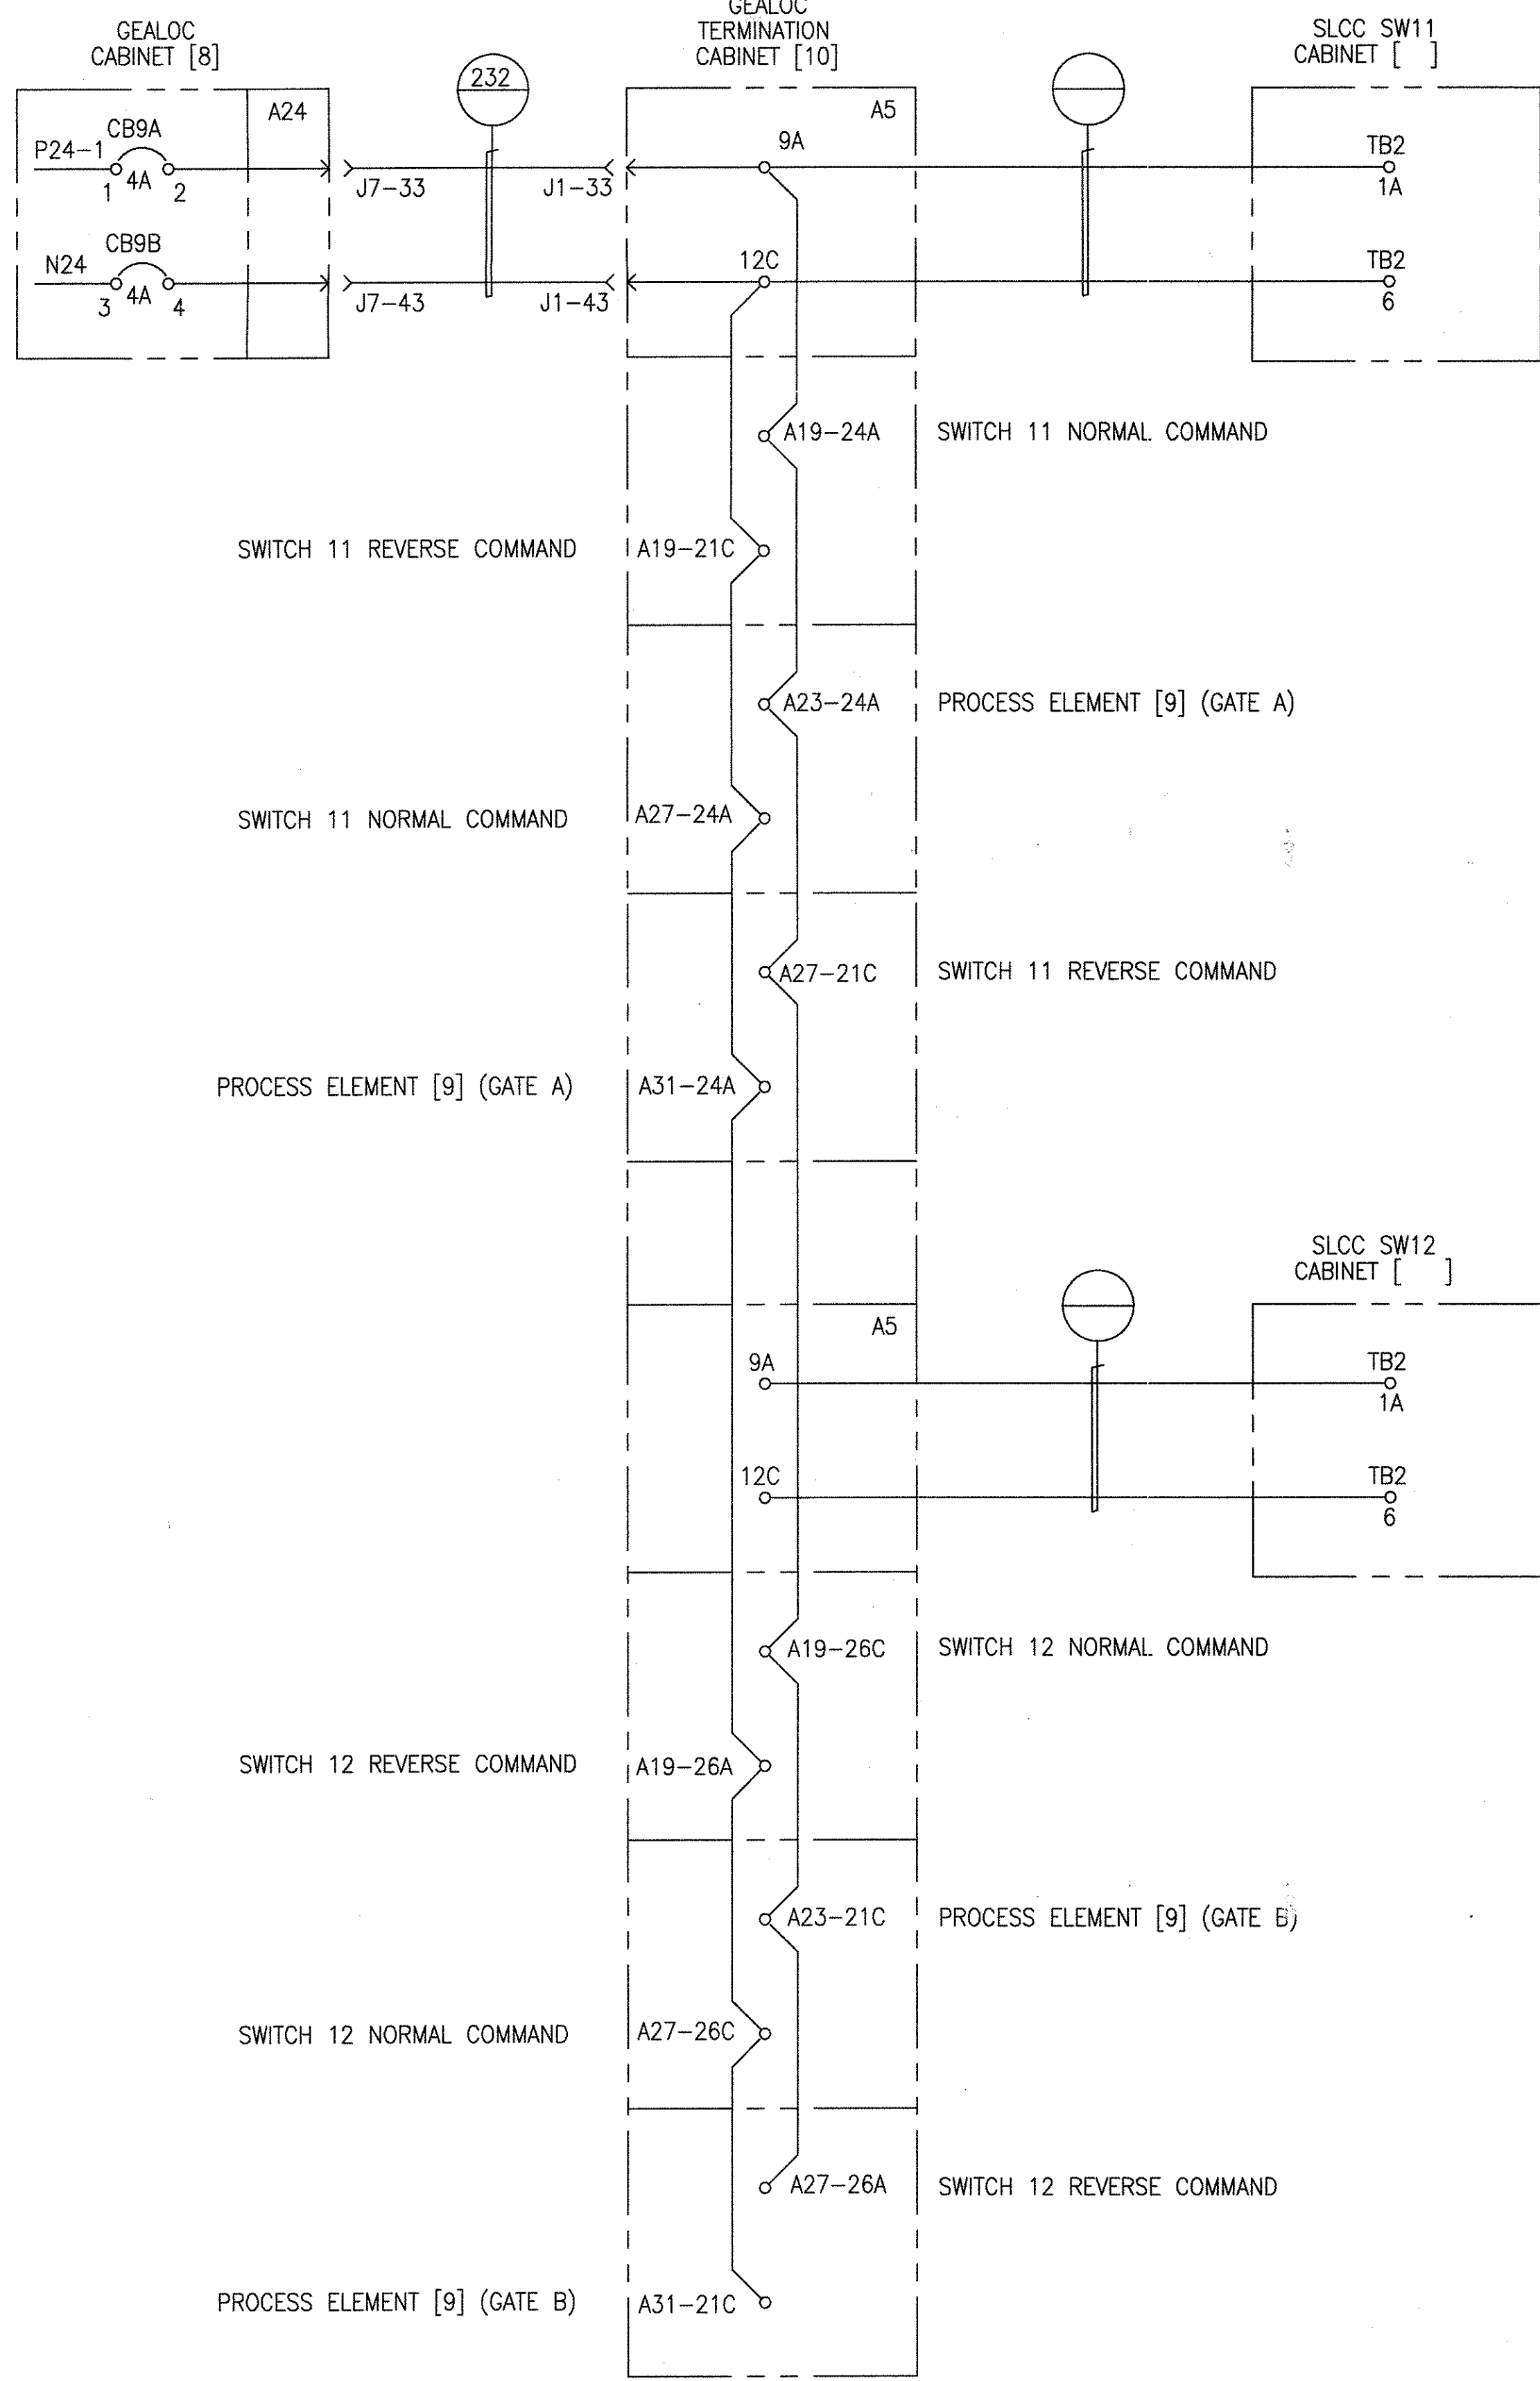 GEALOC
CABINET [8]
GEALOC
TERMINATION
CABINET [10]
SLCC SW11
CABINET [ ]
232
A24
A5
CB9A
P24-1
4A
1
2
J7-33
J1-33
9A
TB2
1A
CB9B
N24
4A
3
4
J7-43
J1-43
12C
TB2
6
A19-24A
SWITCH 11 NORMAL COMMAND
SWITCH 11 REVERSE COMMAND
A19-21C
A23-24A
PROCESS ELEMENT [9] (GATE A)
SWITCH 11 NORMAL COMMAND
A27-24A
A27-21C
SWITCH 11 REVERSE COMMAND
PROCESS ELEMENT [9] (GATE A)
A31-24A
SLCC SW12
CABINET [ ]
A5
9A
TB2
1A
12C
TB2
6
A19-26C
SWITCH 12 NORMAL COMMAND
SWITCH 12 REVERSE COMMAND
A19-26A
A23-21C
PROCESS ELEMENT [9] (GATE B)
SWITCH 12 NORMAL COMMAND
A27-26C
A27-26A
SWITCH 12 REVERSE COMMAND
PROCESS ELEMENT [9] (GATE B)
A31-21C